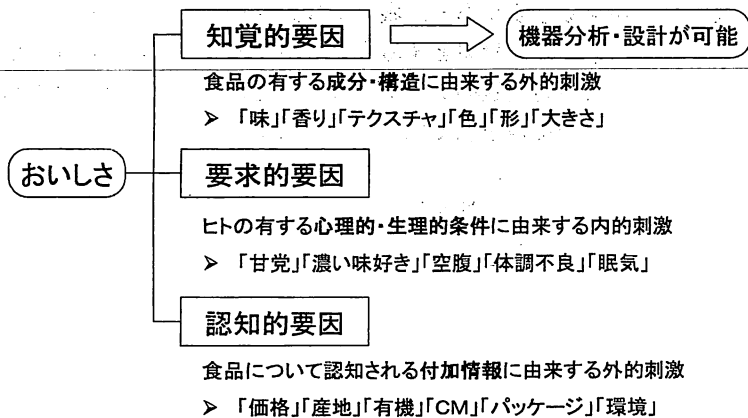 知覚的要因
機器分析・設計が可能
食品の有する成分・構造に由来する外的刺激
➢ 「味」「香り」「テクスチャ」「色」「形」「大きさ」
おいしさ
要求的要因
ヒトの有する心理的・生理的条件に由来する内的刺激
➢ 「甘党」「濃い味好き」「空腹」「体調不良」「眠気」
認知的要因
食品について認知される付加情報に由来する外的刺激
➢ 「価格」「産地」「有機」「CM」「パッケージ」「環境」